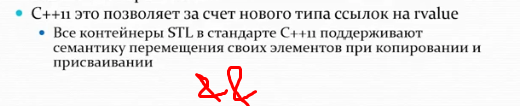 C++11 это позволяет за счет нового типа ссылок на rvalue
Все контейнеры STL в стандарте C++11 поддерживают
семантику перемещения своих элементов при копировании и
присваивании
&&